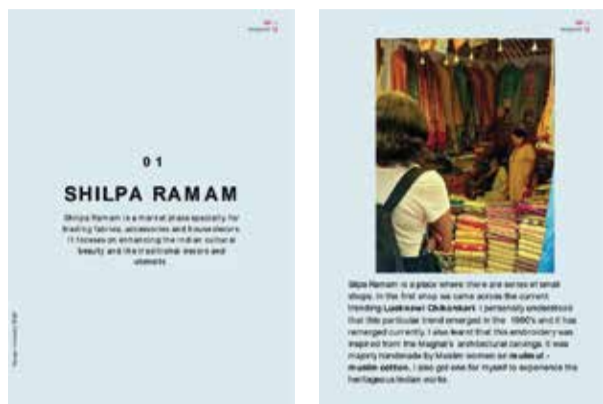 01
SHILPA RAMAM
Shilpa Ramam is a market place specially for
trading fabrics, accessories and house decors.
It focuses on enhancing the Indian cultural
beauty and the traditional decors and
utensils
Silpa Ramam is a place where there are series of small
shops. In the first shop we came across the current
trending Lucknowi Chikankari. I personally understood
that this particular trend emerged in the 1990's and it has
remerged currently. I also learnt that this embroidery was
inspired from the Mughal's architectural carvings. It was
majorly handmade by Muslim women on mulmul -
muslin cotton. I also got one for myself to experience the
heritageous Indian works.